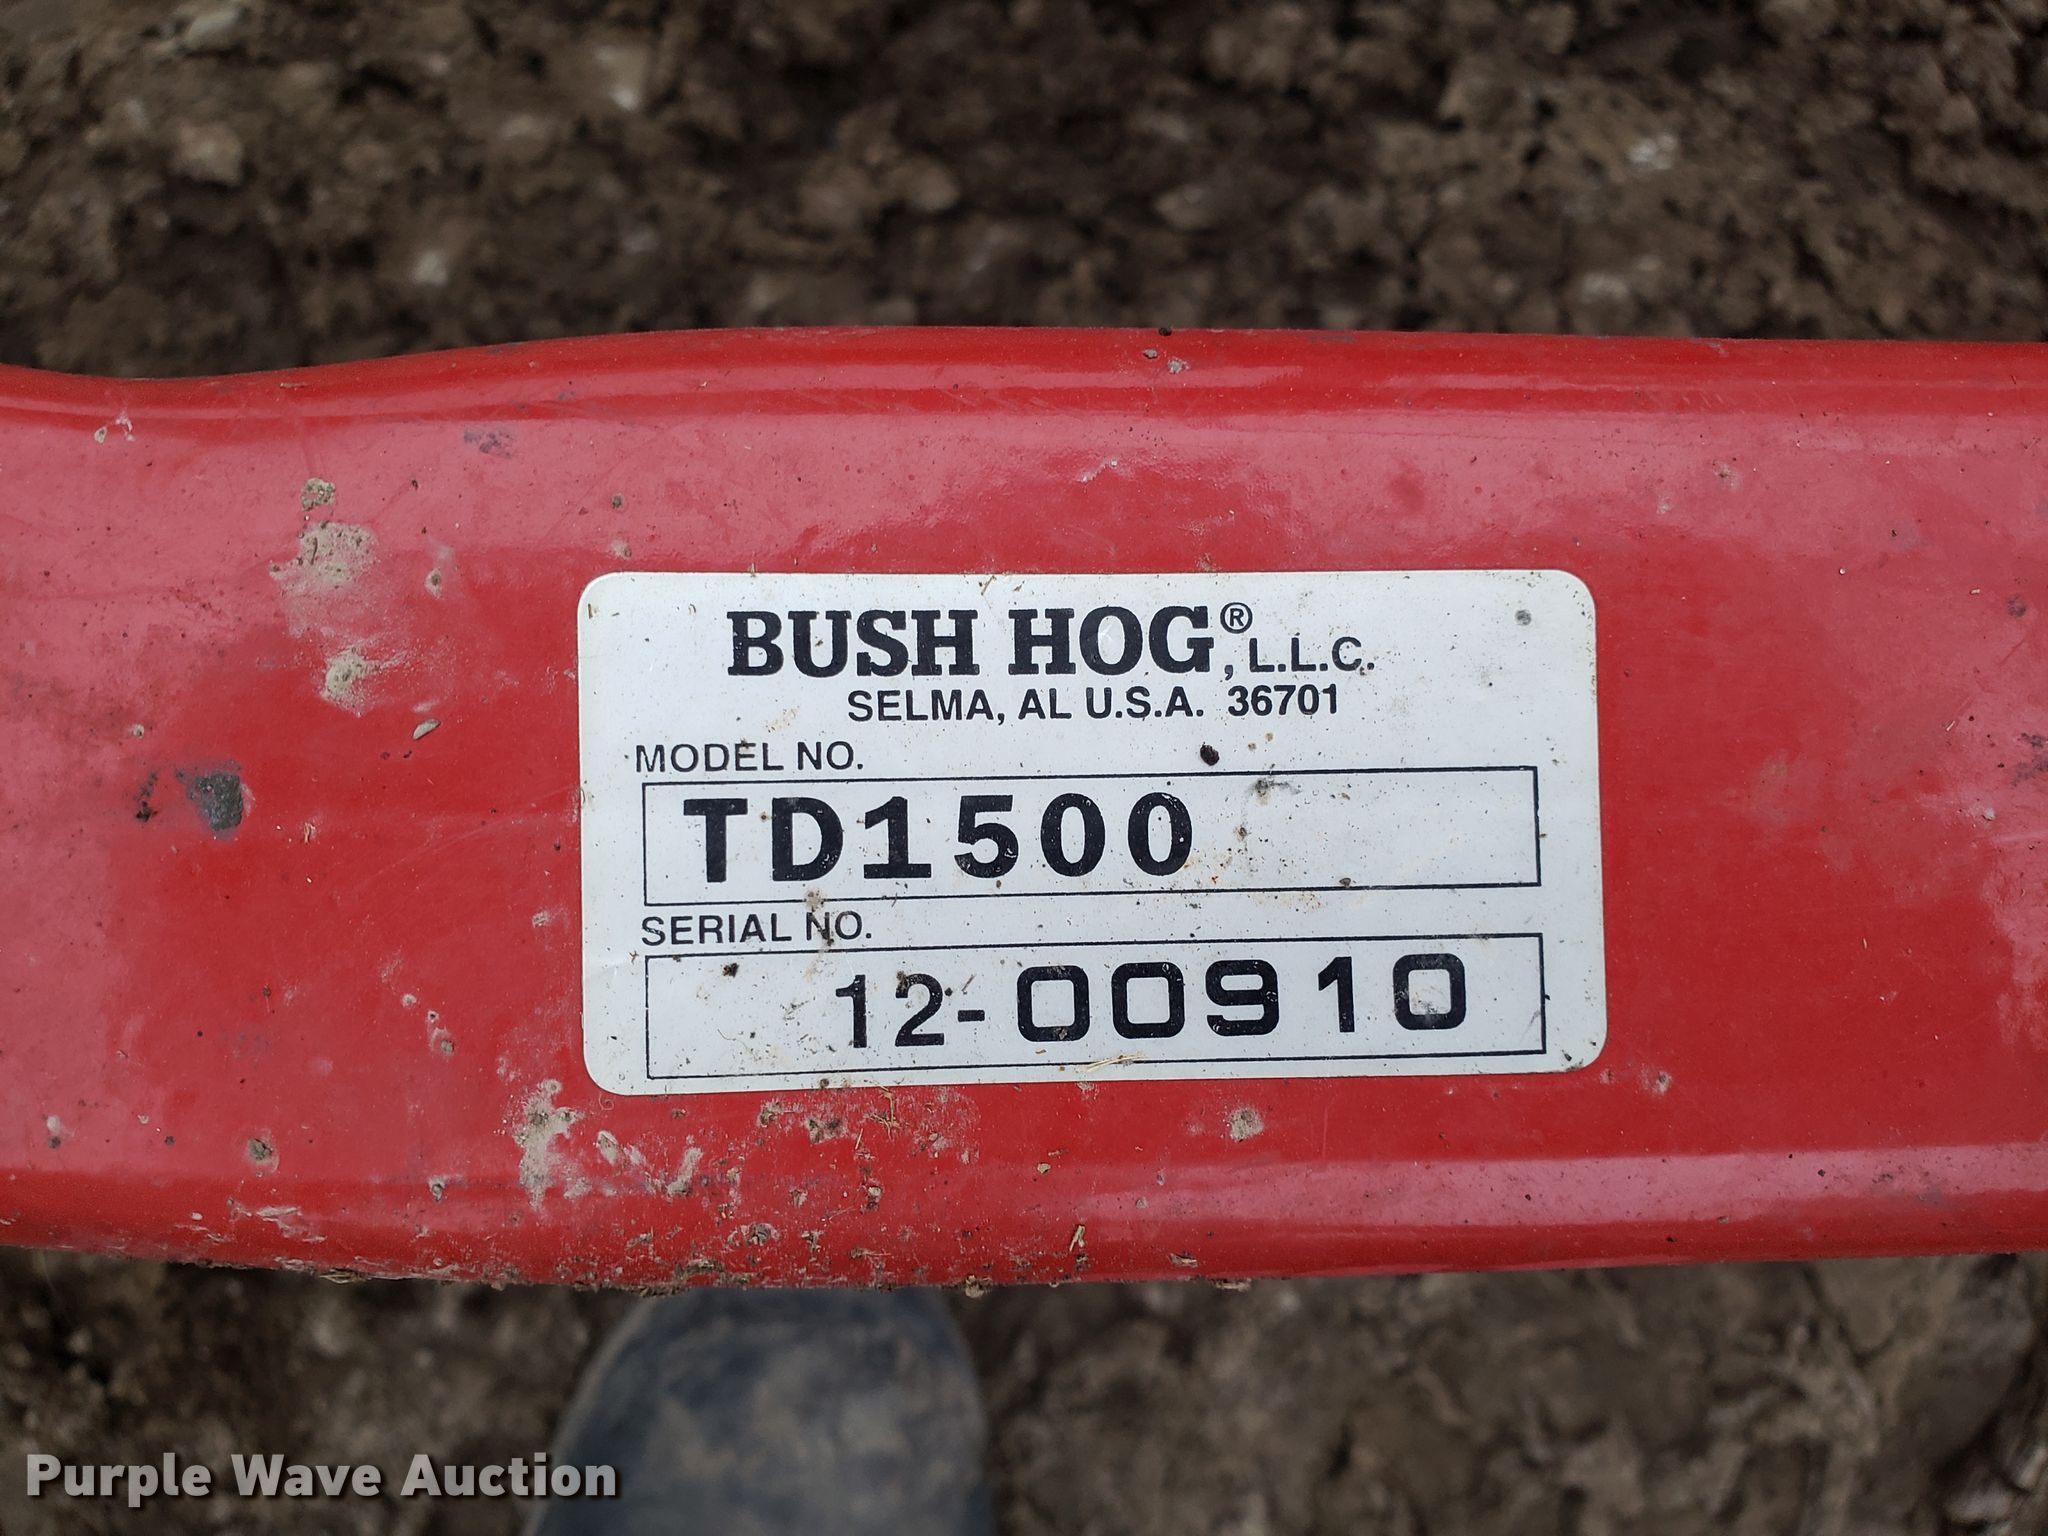 BUSH HOG®, L.L.C.
SELMA, AL U.S.A. 36701
MODEL NO.
TD1500
SERIAL NO.
12-00910
Purple Wave Auction